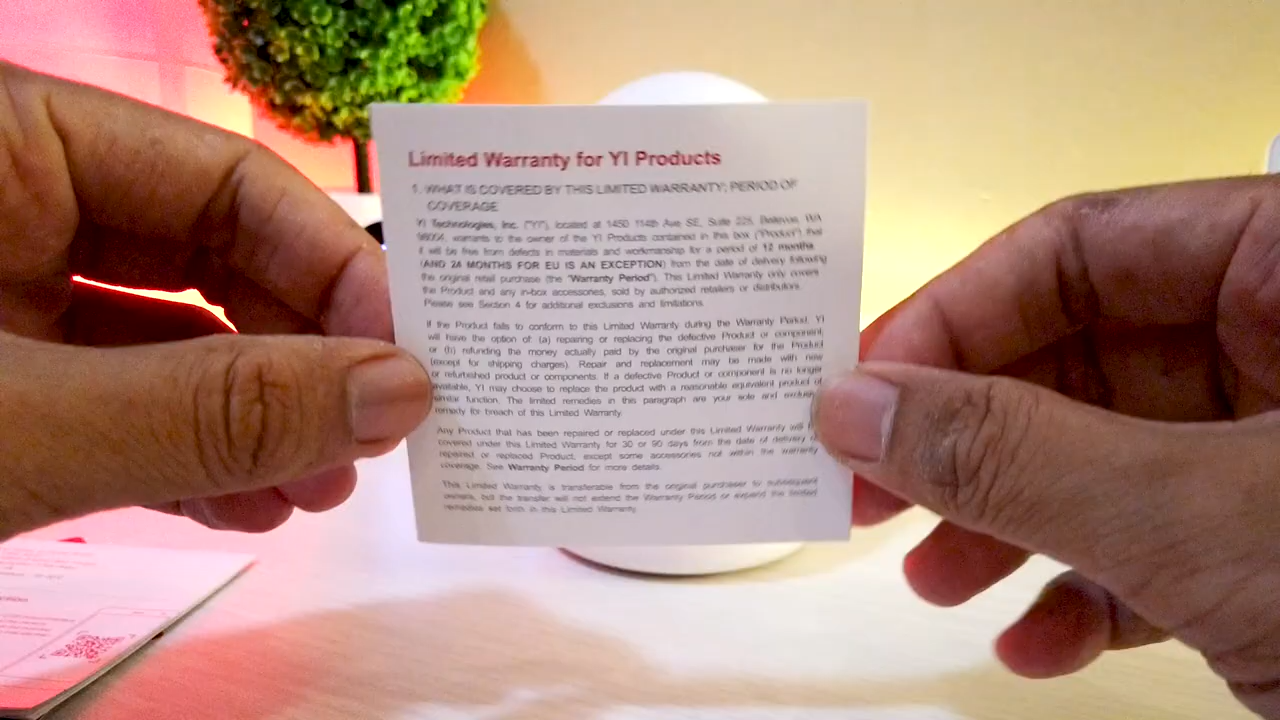 Limited Warranty for YI Products
1. WHAT IS COVERED BY THIS LIMITED WARRANTY; PERIOD OF
COVERAGE
YI Technologies, Inc. ("YI"), located at 1450 114th Ave SE, Suite 225, Bellevue, WA
98004, warrants to the owner of the YI Products contained in this box ("Product") that
it will be free from defects in materials and workmanship for a period of 12 months
(AND 24 MONTHS FOR EU IS AN EXCEPTION) from the date of delivery following
the original retail purchase (the "Warranty Period"). This Limited Warranty only covers
the Product and any in-box accessories, sold by authorized retailers or distributors.
Please see Section 4 for additional exclusions and limitations.
If the Product fails to conform to this Limited Warranty during the Warranty Period, YI
will have the option of: (a) repairing or replacing the defective Product or component;
or (b) refunding the money actually paid by the original purchaser for the Product
(except for shipping charges). Repair and replacement may be made with new
or refurbished product or components. If a defective Product or component is no longer
available, YI may choose to replace the product with a reasonable equivalent product of
similar function. The limited remedies in this paragraph are your sole and exclusive
remedy for breach of this Limited Warranty.
Any Product that has been repaired or replaced under this Limited Warranty will
covered under this Limited Warranty for 30 or 90 days from the date of delivery
repaired or replaced Product, except some accessories not within the warranty
coverage. See Warranty Period for more details.
This Limited Warranty is transferable from the original purchaser to subsequent
owners, but the transfer will not extend the Warranty Period or expand the limited
remedies set forth in this Limited Warranty.